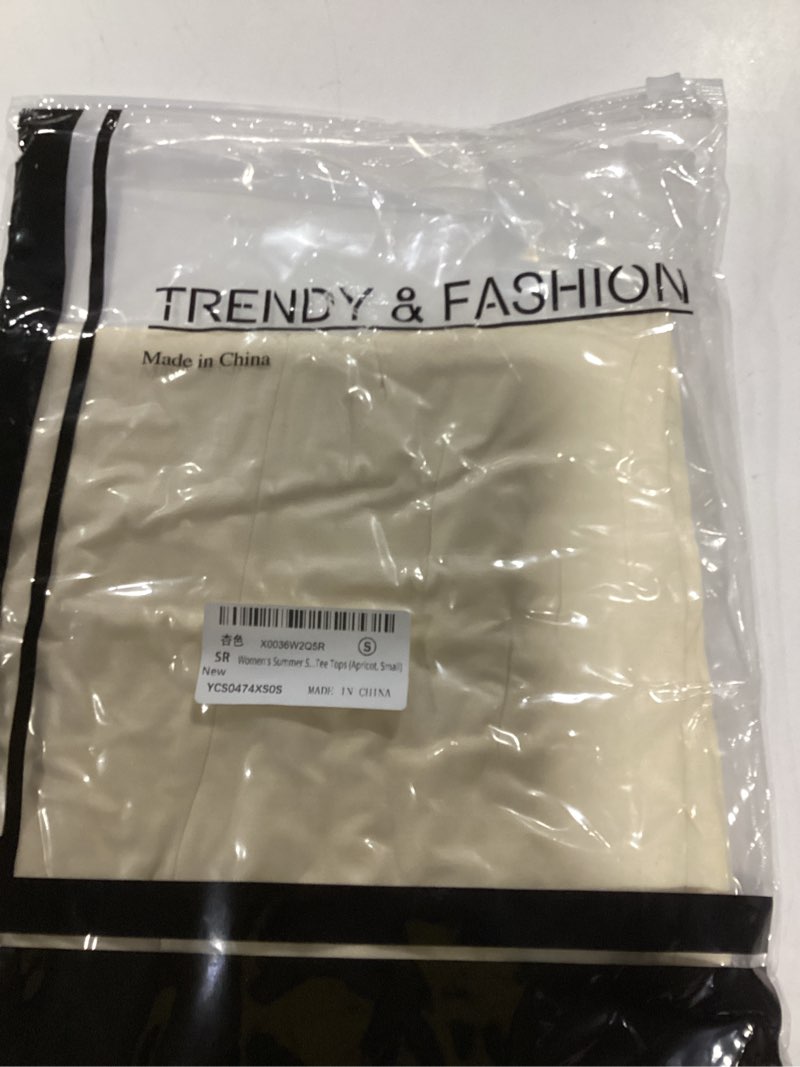 TRENDY & FASHION
Made in China
杏色 X0036W2Q5R S
SR Women's Summer S...Tee Tops (Apricot, Small)
New
YCS0474XS0S MADE IN CHINA